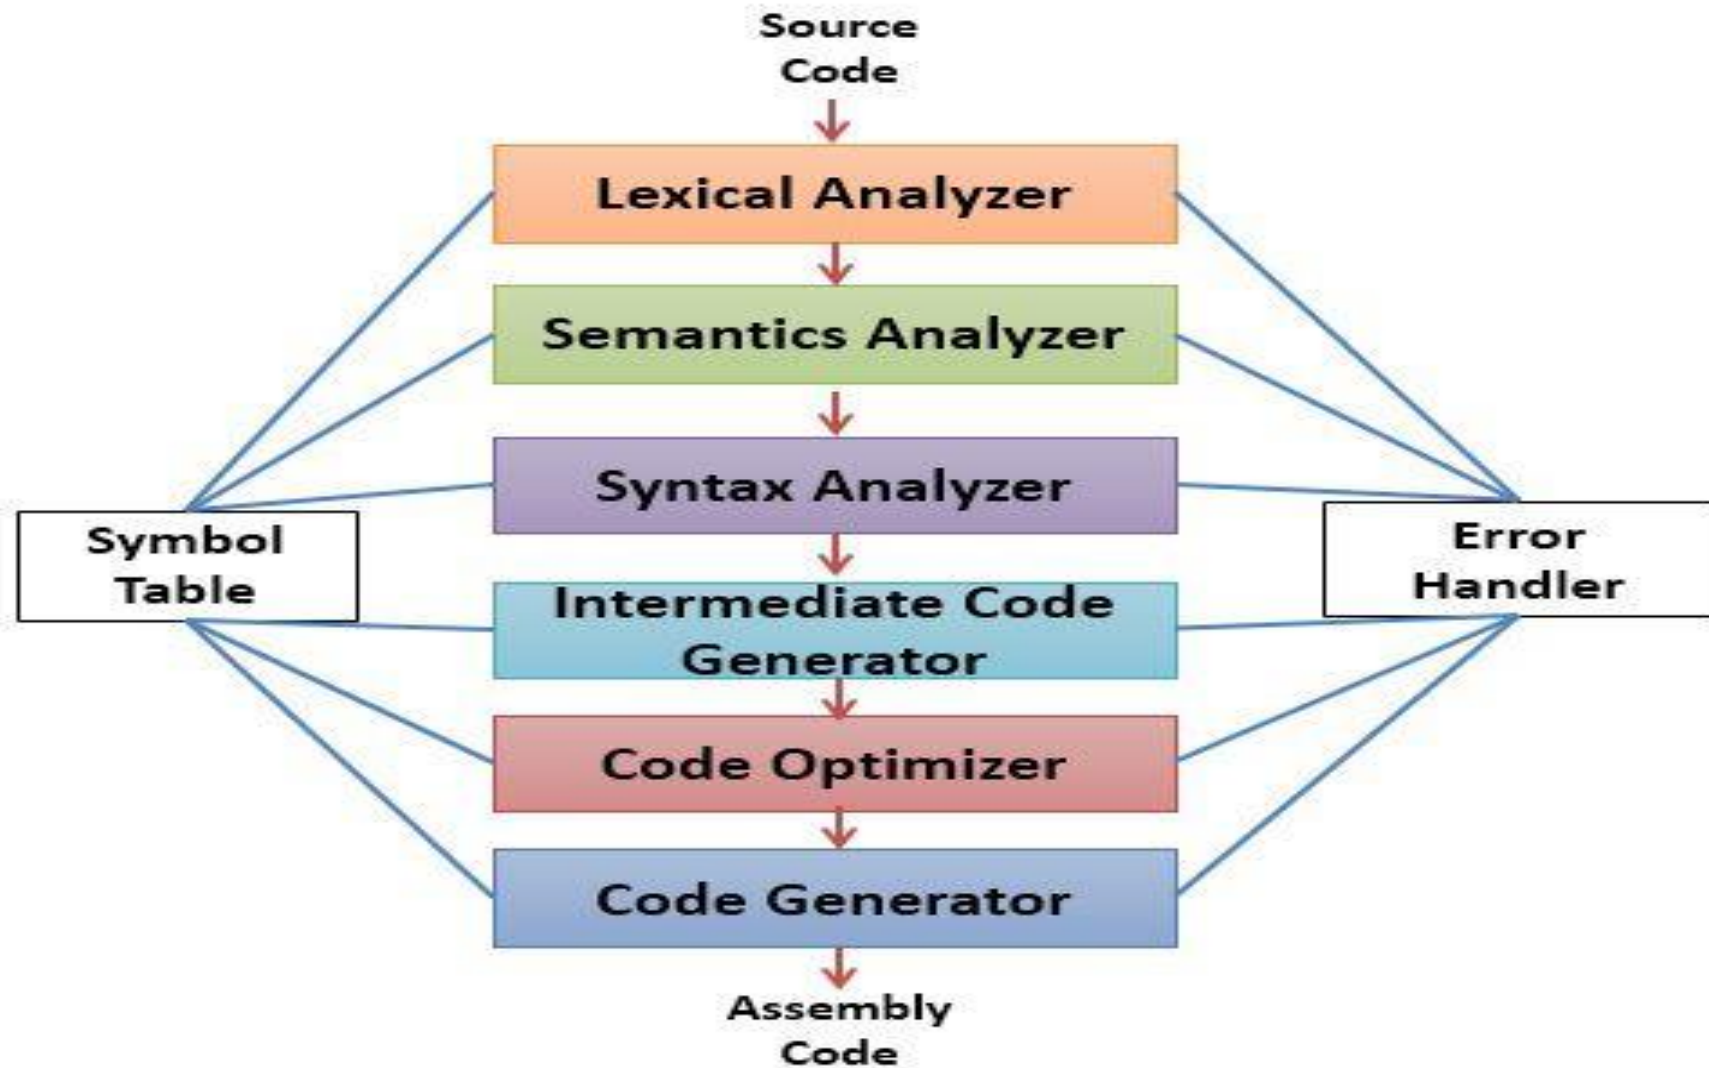 Source
Code
Lexical Analyzer
Semantics Analyzer
Syntax Analyzer
Symbol
Table
Error
Handler
Intermediate Code
Generator
Code Optimizer
Code Generator
Assembly
Code